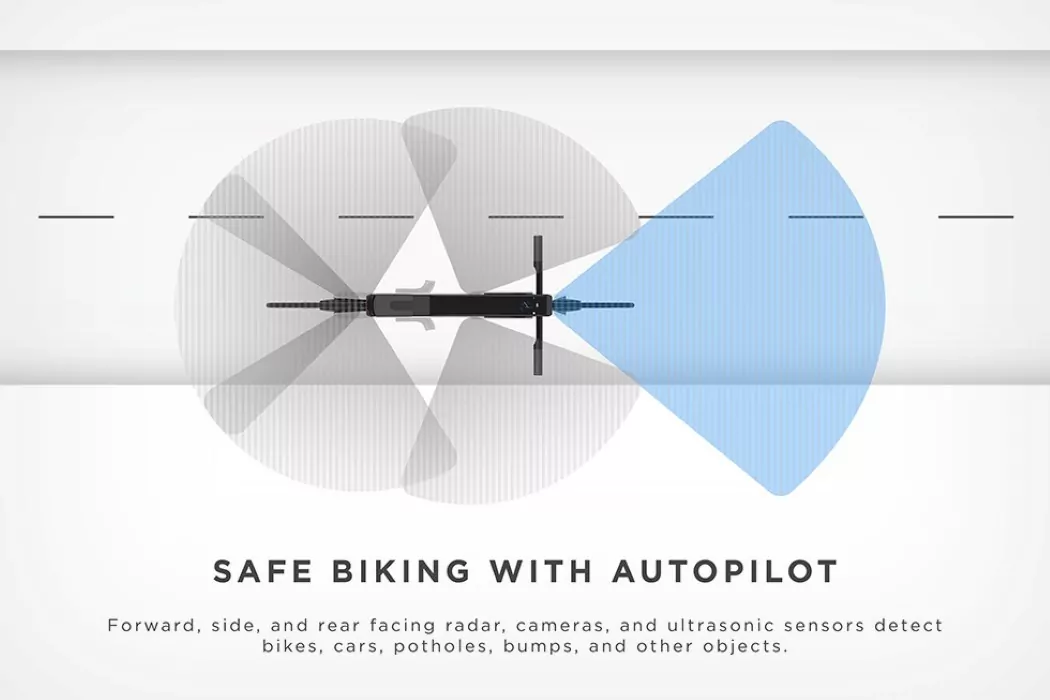 SAFE BIKING WITH AUTOPILOT
Forward, side, and rear facing radar, cameras, and ultrasonic sensors detect
bikes, cars, potholes, bumps, and other objects.